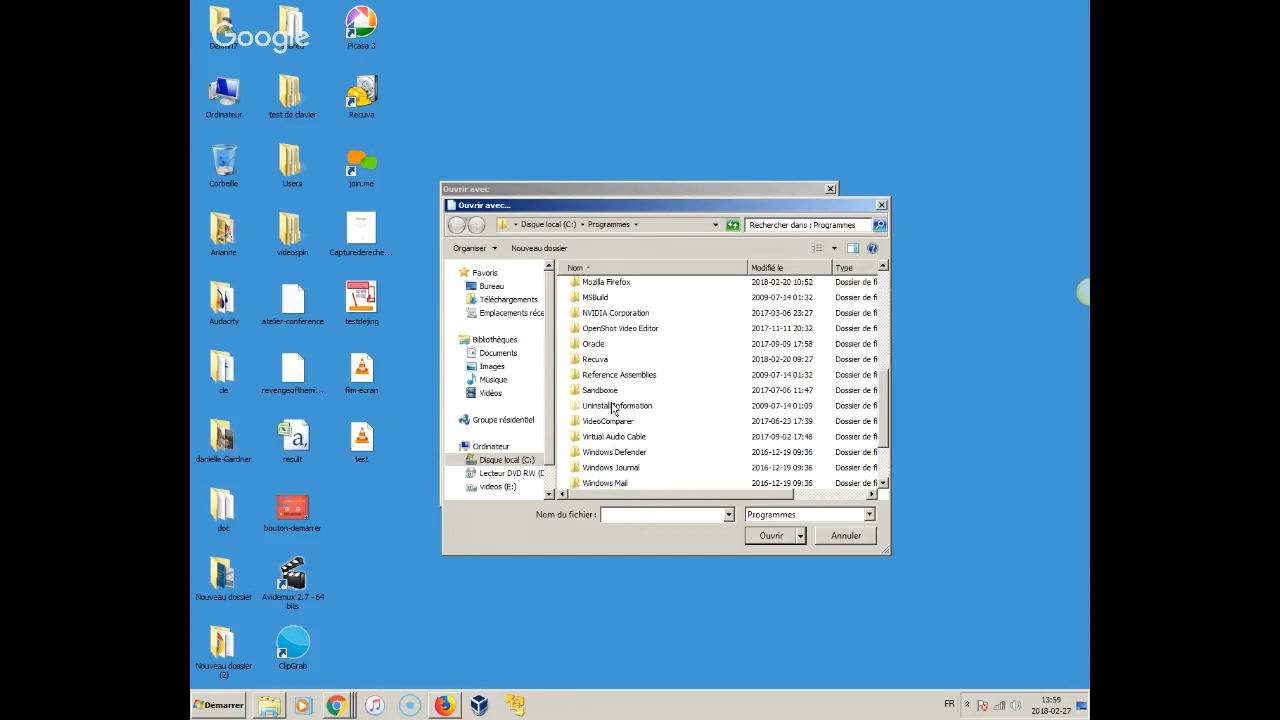 Google
Picasa 3
Ordinateur
test de clavier
Recuva
Corbeille
Users
join.me
Arianne
videospin
Capturedereche...
Audacity
atelier-conference
testdejing
cle
revengeofthemi...
film-écran
danielle-Gardner
result
test
doc
bouton-demarrer
Nouveau dossier
Avidemux 2.7 - 64
bits
Nouveau dossier
(2)
ClipGrab
Ouvrir avec
Ouvrir avec...
Disque local (C:)
Programmes
Rechercher dans : Programmes
Organiser
Nouveau dossier
Favoris
Bureau
Téléchargements
Emplacements réce
Bibliothèques
Documents
Images
Musique
Vidéos
Groupe résidentiel
Ordinateur
Disque local (C:)
Lecteur DVD RW (D
videos (E:)
Nom Modifié le Type
Mozilla Firefox 2018-02-20 10:52 Dossier de fi
MSBuild 2009-07-14 01:32 Dossier de fi
NVIDIA Corporation 2017-03-06 23:27 Dossier de fi
OpenShot Video Editor 2017-11-11 20:32 Dossier de fi
Oracle 2017-09-09 17:58 Dossier de fi
Recuva 2018-02-20 09:27 Dossier de fi
Reference Assemblies 2009-07-14 01:32 Dossier de fi
Sandboxie 2017-07-06 11:47 Dossier de fi
Uninstall Information 2009-07-14 01:09 Dossier de fi
VideoComparer 2017-06-23 17:39 Dossier de fi
Virtual Audio Cable 2017-09-02 17:48 Dossier de fi
Windows Defender 2016-12-19 09:36 Dossier de fi
Windows Journal 2016-12-19 09:36 Dossier de fi
Windows Mail 2016-12-19 09:36 Dossier de fi
Nom du fichier :
Programmes
Ouvrir
Annuler
Démarrer
FR
13:59
2018-02-27